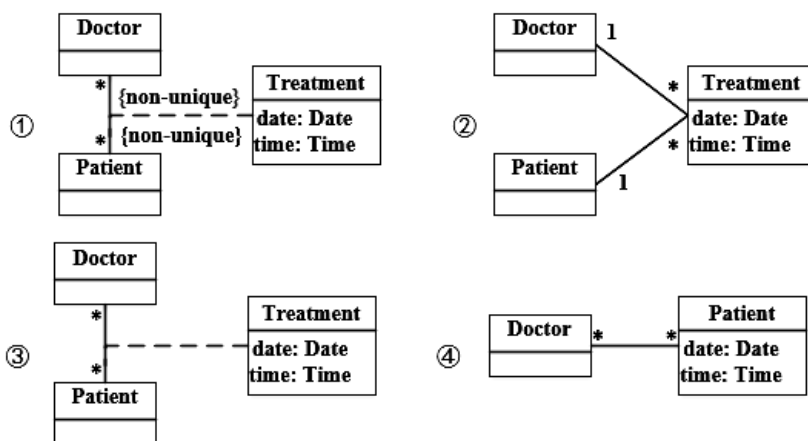 Doctor
*
{non-unique}
{non-unique}
*
Patient
Treatment
date: Date
time: Time
①
Doctor
1
*
*
1
Patient
Treatment
date: Date
time: Time
②
Doctor
*
*
Patient
Treatment
date: Date
time: Time
③
Doctor
* *
Patient
date: Date
time: Time
④